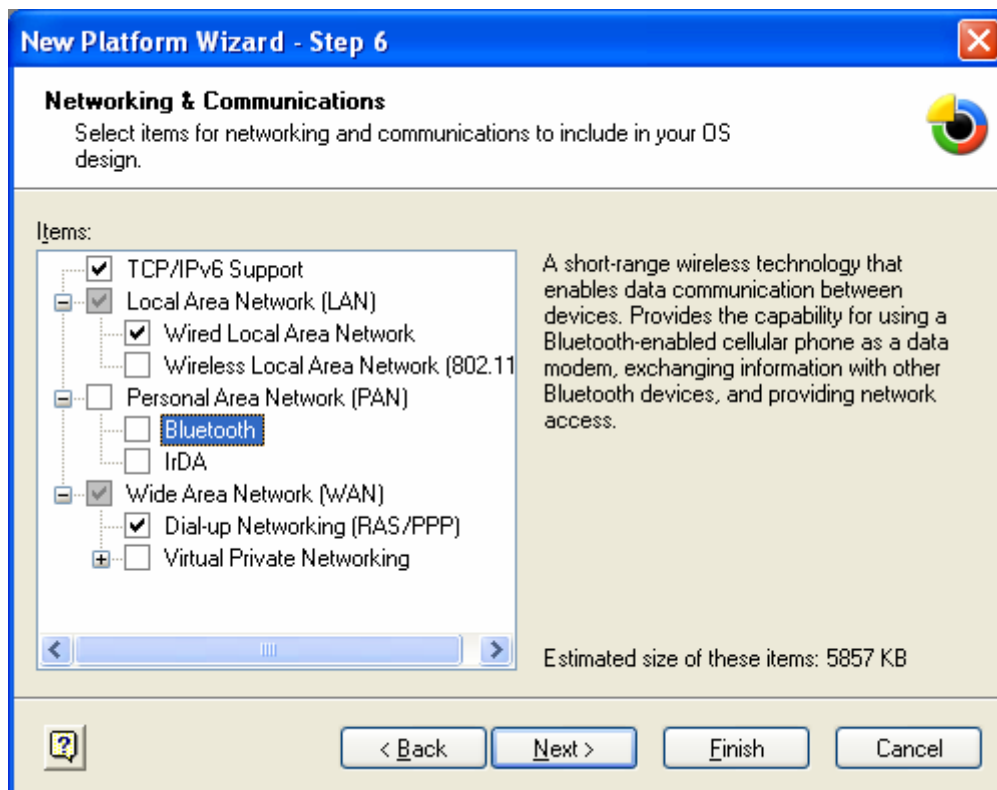 New Platform Wizard - Step 6
Networking & Communications
Select items for networking and communications to include in your OS
design.
Items:
TCP/IPv6 Support
Local Area Network (LAN)
Wired Local Area Network
Wireless Local Area Network (802.11
Personal Area Network (PAN)
Bluetooth
IrDA
Wide Area Network (WAN)
Dial-up Networking (RAS/PPP)
Virtual Private Networking
A short-range wireless technology that
enables data communication between
devices. Provides the capability for using a
Bluetooth-enabled cellular phone as a data
modem, exchanging information with other
Bluetooth devices, and providing network
access.
Estimated size of these items: 5857 KB
< Back
Next >
Finish
Cancel